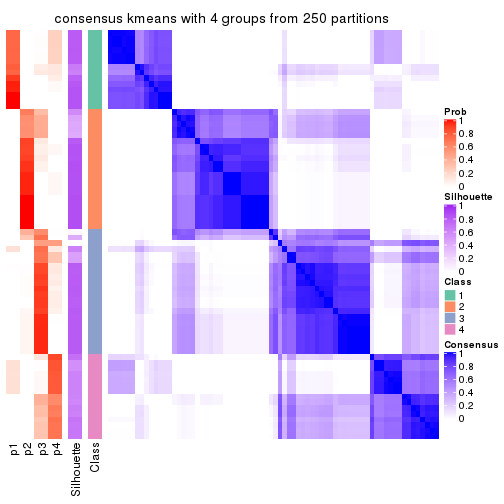 consensus kmeans with 4 groups from 250 partitions
Prob
1
0.8
0.6
0.4
0.2
0
Silhouette
1
0.8
0.6
0.4
0.2
0
Class
1
2
3
4
Consensus
1
0.8
0.6
0.4
0.2
0
p1
p2
p3
p4
Silhouette
Class